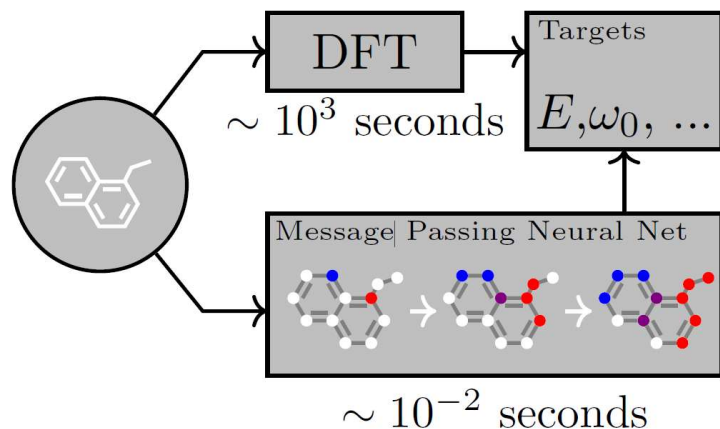 DFT
Targets
~ 10³ seconds
E,ω₀, ...
Message Passing Neural Net
~ 10⁻² seconds